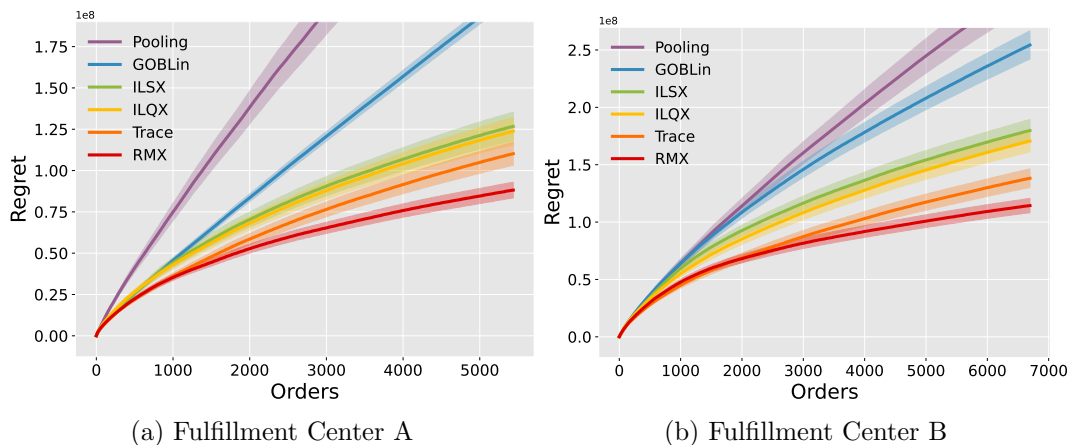 1e8
1.75
1.50
1.25
1.00
0.75
0.50
0.25
0.00
Regret
Pooling
GOBLin
ILSX
ILQX
Trace
RMX
0 1000 2000 3000 4000 5000
Orders
(a) Fulfillment Center A
1e8
2.5
2.0
1.5
1.0
0.5
0.0
Regret
Pooling
GOBLin
ILSX
ILQX
Trace
RMX
0 1000 2000 3000 4000 5000 6000 7000
Orders
(b) Fulfillment Center B